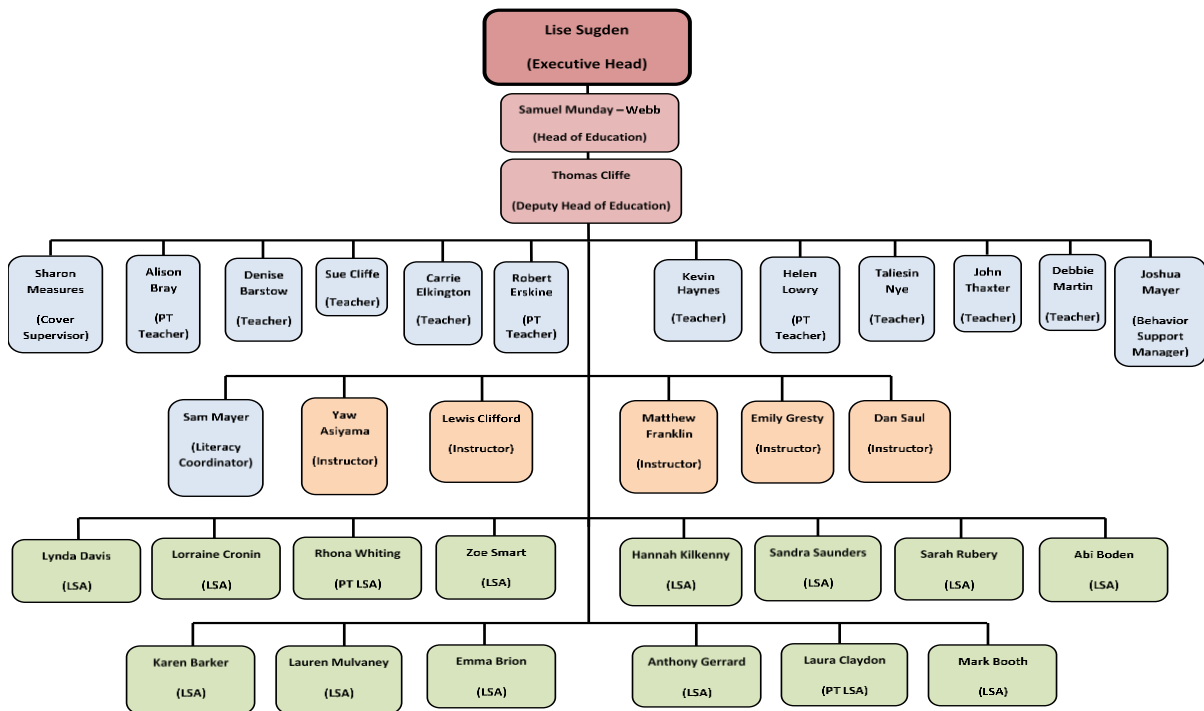 Lise Sugden
(Executive Head)
Samuel Munday – Webb
(Head of Education)
Thomas Cliffe
(Deputy Head of Education)
Sharon
Measures
(Cover
Supervisor)
Alison
Bray
(PT
Teacher)
Denise
Barstow
(Teacher)
Sue Cliffe
(Teacher)
Carrie
Elkington
(Teacher)
Robert
Erskine
(PT
Teacher)
Kevin
Haynes
(Teacher)
Helen
Lowry
(PT
Teacher)
Taliesin
Nye
(Teacher)
John
Thaxter
(Teacher)
Debbie
Martin
(Teacher)
Joshua
Mayer
(Behavior
Support
Manager)
Sam Mayer
(Literacy
Coordinator)
Yaw
Asiyama
(Instructor)
Lewis Clifford
(Instructor)
Matthew
Franklin
(Instructor)
Emily Gresty
(Instructor)
Dan Saul
(Instructor)
Lynda Davis
(LSA)
Lorraine Cronin
(LSA)
Rhona Whiting
(PT LSA)
Zoe Smart
(LSA)
Hannah Kilkenny
(LSA)
Sandra Saunders
(LSA)
Sarah Rubery
(LSA)
Abi Boden
(LSA)
Karen Barker
(LSA)
Lauren Mulvaney
(LSA)
Emma Brion
(LSA)
Anthony Gerrard
(LSA)
Laura Claydon
(PT LSA)
Mark Booth
(LSA)